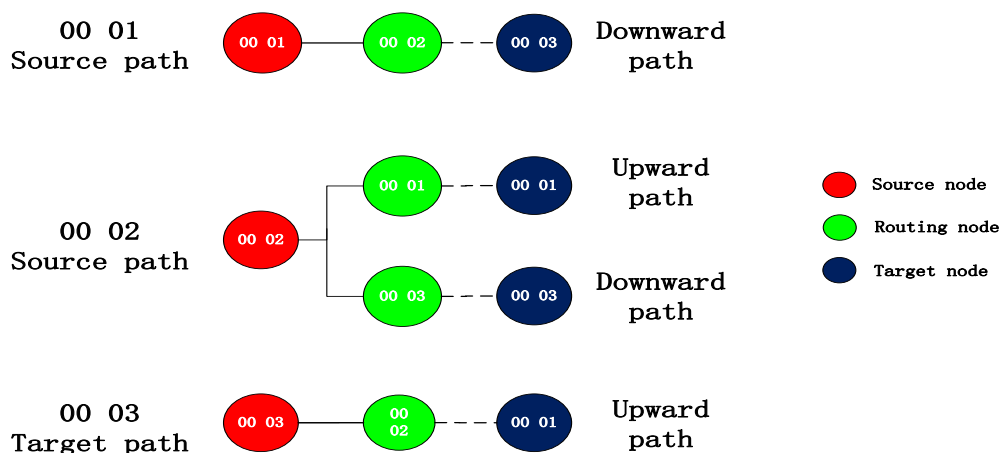 00 01
Source path
00 01
00 02
00 03
Downward
path
00 02
Source path
00 02
00 01
00 01
Upward
path
00 03
00 03
Downward
path
00 03
Target path
00 03
00
02
00 01
Upward
path
Source node
Routing node
Target node